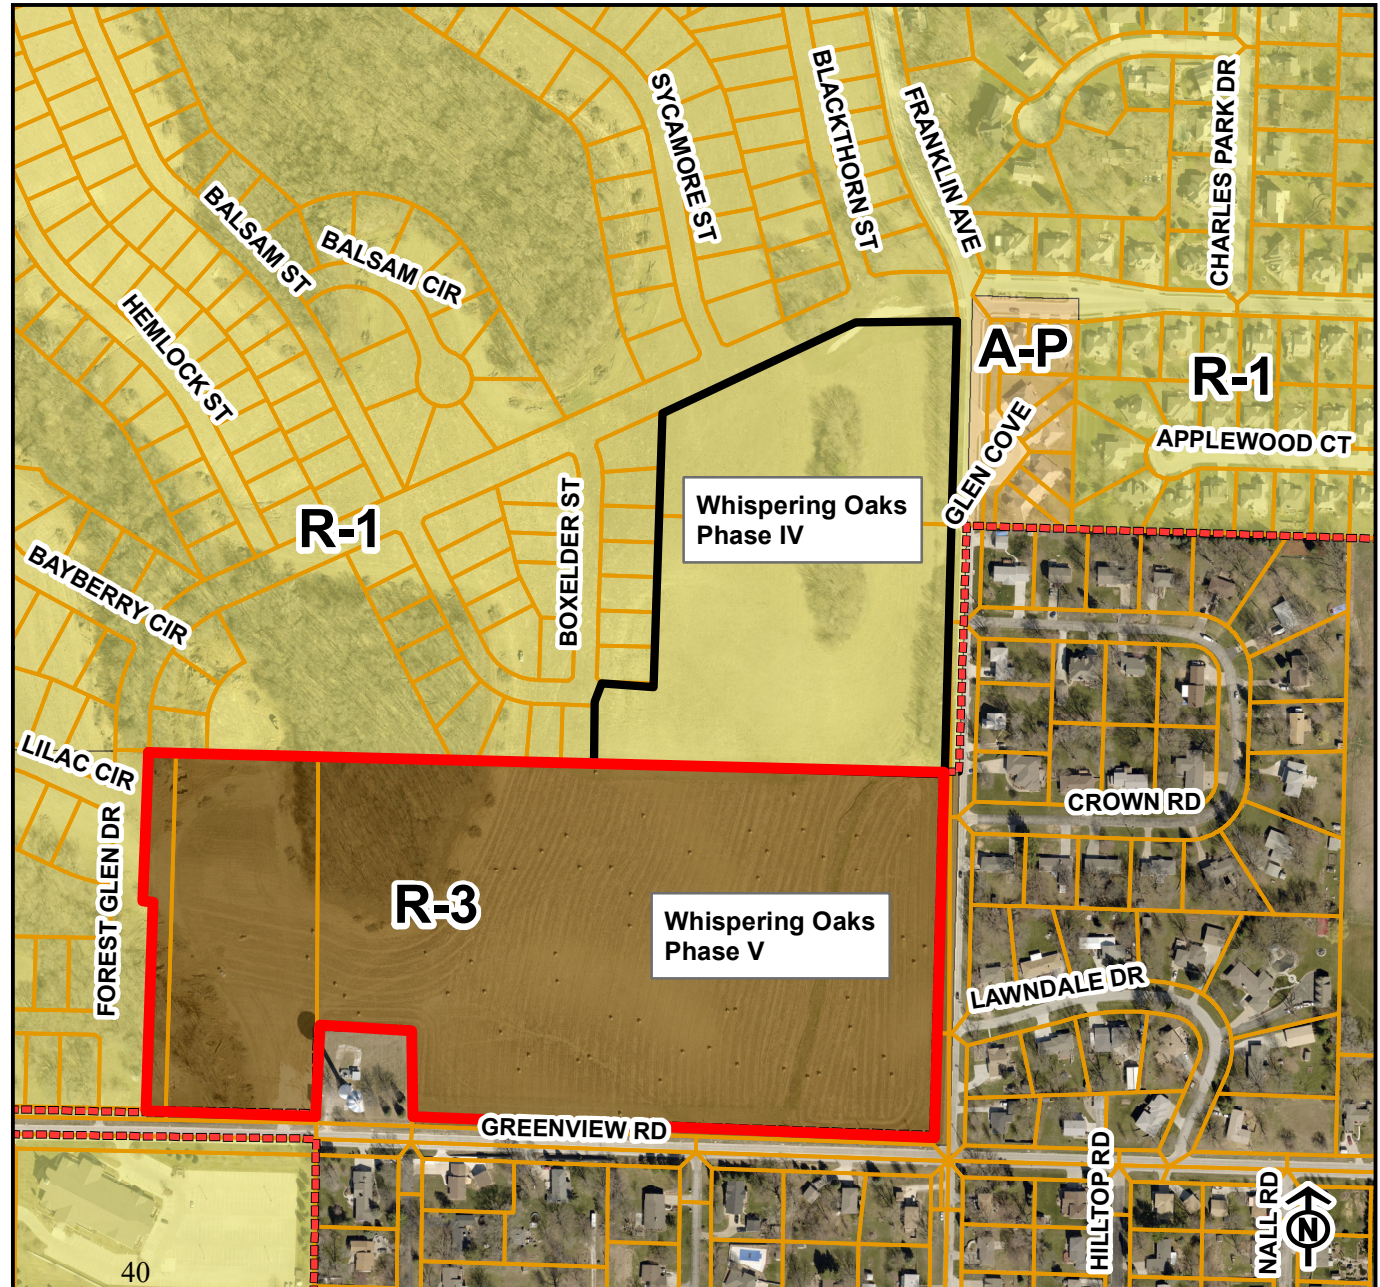 SYCAMORE ST
BLACKTHORN ST
FRANKLIN AVE
CHARLES PARK DR
BALSAM ST
BALSAM CIR
HEMLOCK ST
A-P
R-1
GLEN COVE
APPLEWOOD CT
Whispering Oaks
Phase IV
R-1
BOXELDER ST
BAYBERRY CIR
LILAC CIR
FOREST GLEN DR
CROWN RD
R-3
Whispering Oaks
Phase V
LAWNDALE DR
GREENVIEW RD
HILLTOP RD
NALL RD
N
40